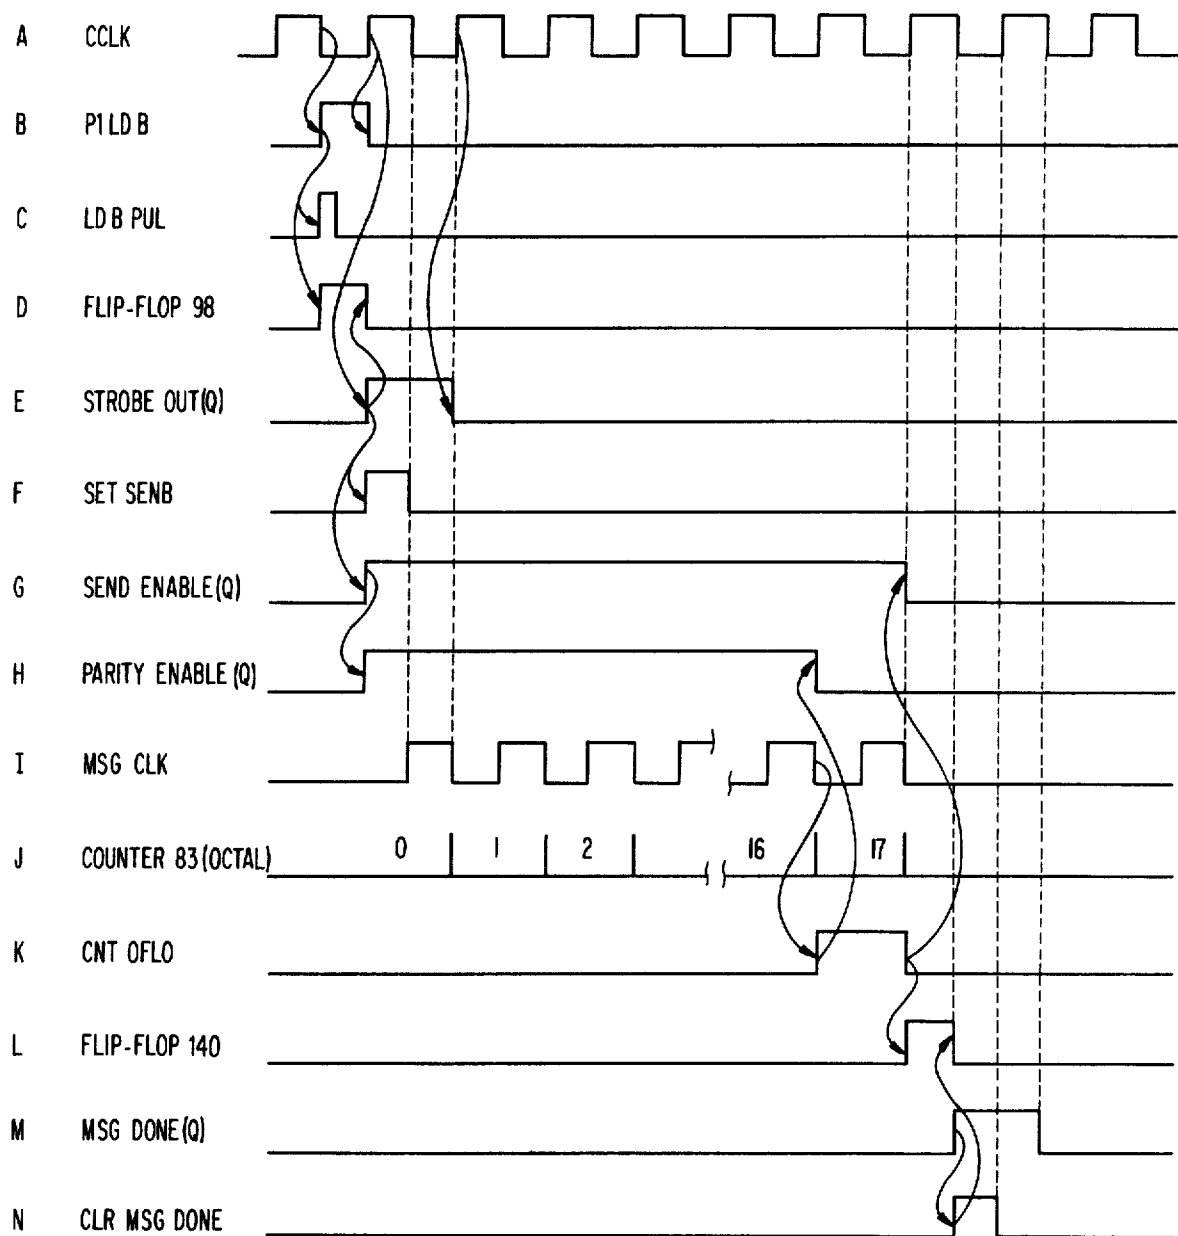 A CCLK
B P1 LD B
C LD B PUL
D FLIP-FLOP 98
E STROBE OUT(Q)
F SET SENB
G SEND ENABLE(Q)
H PARITY ENABLE(Q)
I MSG CLK
J COUNTER 83(OCTAL) 0 1 2 16 17
K CNT OFLO
L FLIP-FLOP 140
M MSG DONE(Q)
N CLR MSG DONE